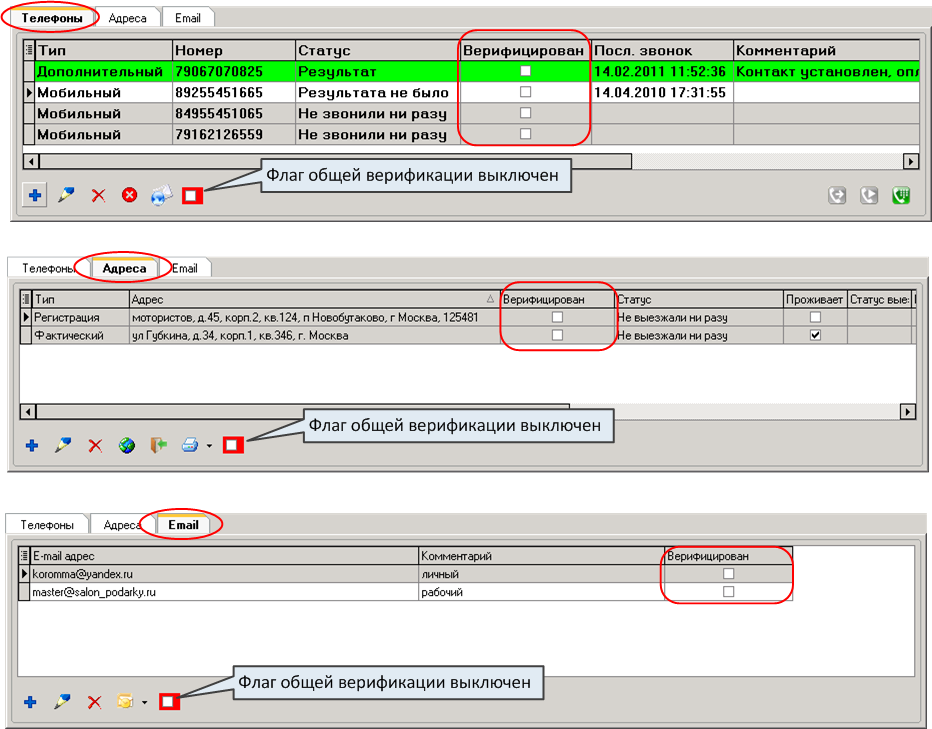 Телефоны Адреса Email
Тип Номер Статус Верифицирован Посл. звонок Комментарий
Дополнительный 79067070825 Результат 14.02.2011 11:52:36 Контакт установлен, опл
Мобильный 89255451665 Результата не было 14.04.2010 17:31:55
Мобильный 84955451065 Не звонили ни разу
Мобильный 79162126559 Не звонили ни разу
Флаг общей верификации выключен
Телефоны Адреса Email
Тип Адрес Верифицирован Статус Проживает Статус выез
Регистрация мотористов, д.45, корп.2, кв.124, п Новобутаково, г Москва, 125481 Не выезжали ни разу
Фактический ул Губкина, д.34, корп.1, кв.346, г. Москва Не выезжали ни разу
Флаг общей верификации выключен
Телефоны Адреса Email
E-mail адрес Комментарий Верифицирован
koromma@yandex.ru личный
master@salon_podarky.ru рабочий
Флаг общей верификации выключен